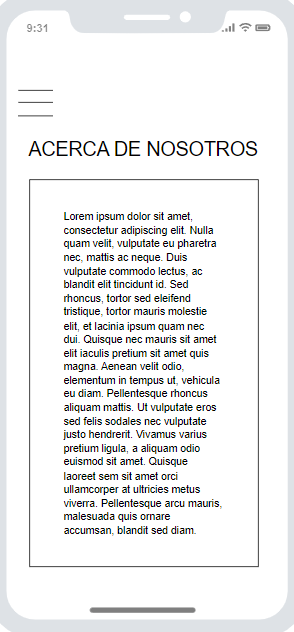 9:31
ACERCA DE NOSOTROS
Lorem ipsum dolor sit amet,
consectetur adipiscing elit. Nulla
quam velit, vulputate eu pharetra
nec, mattis ac neque. Duis
vulputate commodo lectus, ac
blandit elit tincidunt id. Sed
rhoncus, tortor sed eleifend
tristique, tortor mauris molestie
elit, et lacinia ipsum quam nec
dui. Quisque nec mauris sit amet
elit iaculis pretium sit amet quis
magna. Aenean velit odio,
elementum in tempus ut, vehicula
eu diam. Pellentesque rhoncus
aliquam mattis. Ut vulputate eros
sed felis sodales nec vulputate
justo hendrerit. Vivamus varius
pretium ligula, a aliquam odio
euismod sit amet. Quisque
laoreet sem sit amet orci
ullamcorper at ultricies metus
viverra. Pellentesque arcu mauris,
malesuada quis ornare
accumsan, blandit sed diam.